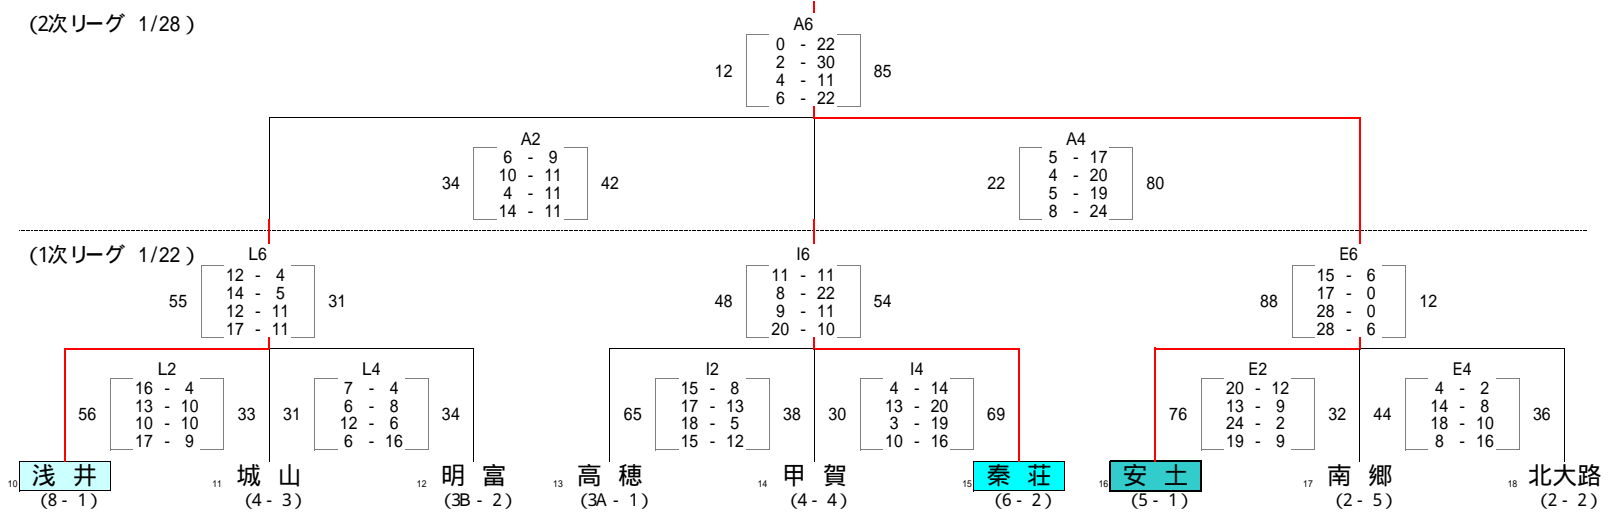 (2次リーグ 1/28)
A6
0 - 22
2 - 30
4 - 11
6 - 22
12 85
A2
6 - 9
10 - 11
4 - 11
14 - 11
34 42
A4
5 - 17
4 - 20
5 - 19
8 - 24
22 80
(1次リーグ 1/22)
L6
12 - 4
14 - 5
12 - 11
17 - 11
55 31
I6
11 - 11
8 - 22
9 - 11
20 - 10
48 54
E6
15 - 6
17 - 0
28 - 0
28 - 6
88 12
L2
16 - 4
13 - 10
10 - 10
17 - 9
56 33
L4
7 - 4
6 - 8
12 - 6
6 - 16
31 34
I2
15 - 8
17 - 13
18 - 5
15 - 12
65 38
I4
4 - 14
13 - 20
3 - 19
10 - 16
30 69
E2
20 - 12
13 - 9
24 - 2
19 - 9
76 32
E4
4 - 2
14 - 8
18 - 10
8 - 16
44 36
10 浅井 11 城山 12 明富 13 高穂 14 甲賀 15 秦荘 16 安土 17 南郷 18 北大路
(8-1) (4-3) (3B-2) (3A-1) (4-4) (6-2) (5-1) (2-5) (2-2)